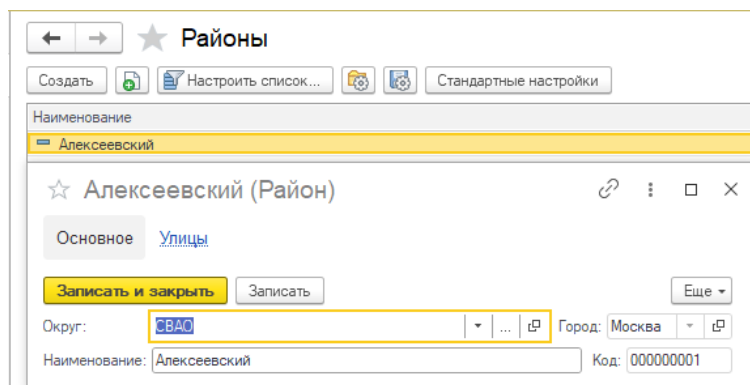 Районы
Создать Настроить список... Стандартные настройки
Наименование
Алексеевский
Алексеевский (Район)
Основное Улицы
Записать и закрыть Записать Еще
Округ: СВАО ... Город: Москва
Наименование: Алексеевский Код: 000000001